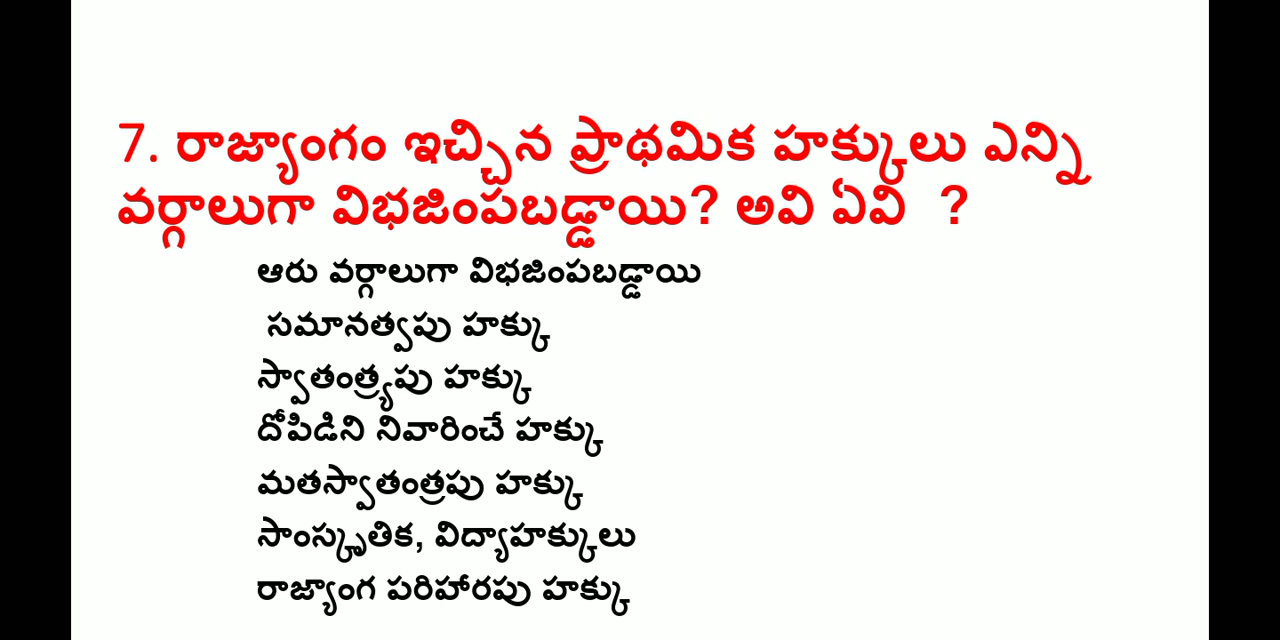 7. రాజ్యాంగం ఇచ్చిన ప్రాథమిక హక్కులు ఎన్ని
వర్గాలుగా విభజింపబడ్డాయి? అవి ఏవి ?
ఆరు వర్గాలుగా విభజింపబడ్డాయి
సమానత్వపు హక్కు
స్వాతంత్ర్యపు హక్కు
దోపిడిని నివారించే హక్కు
మతస్వాతంత్రపు హక్కు
సాంస్కృతిక, విద్యాహక్కులు
రాజ్యాంగ పరిహారపు హక్కు